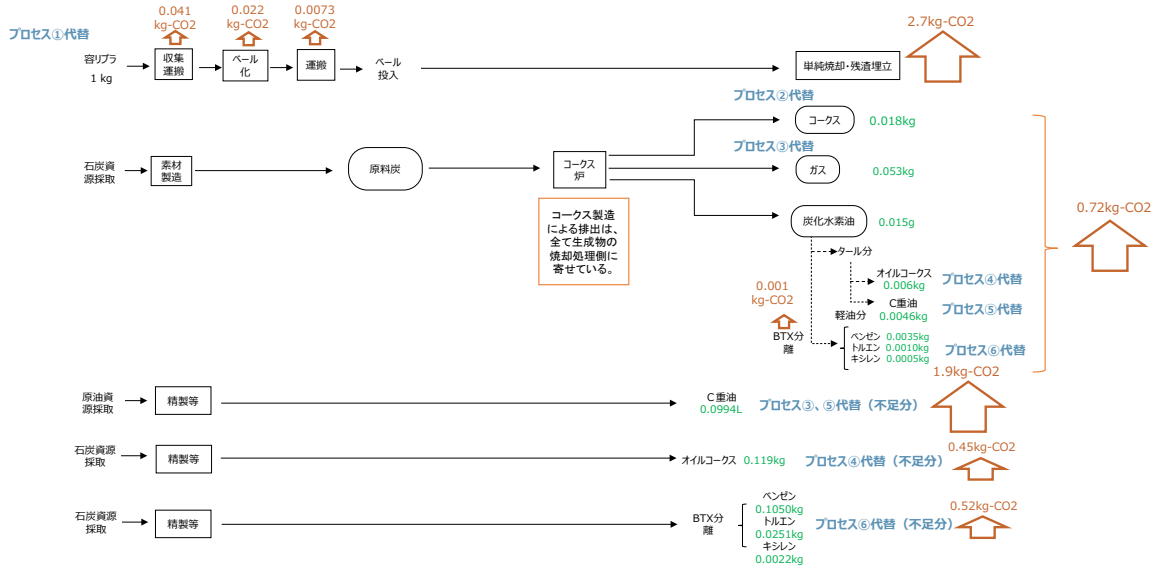 プロセス①代替
0.041
kg-CO2
0.022
kg-CO2
0.0073
kg-CO2
2.7kg-CO2
容リプラ
1 kg
収集
運搬
ベール
化
運搬
ベール
投入
単純焼却・残渣埋立
プロセス②代替
コークス
0.018kg
石炭資
源採取
素材
製造
原料炭
コークス
炉
プロセス③代替
ガス
0.053kg
コークス製造
による排出は、
全て生成物の
焼却処理側に
寄せている。
炭化水素油
0.015g
0.72kg-CO2
タール分
オイルコークス
0.006kg
プロセス④代替
0.001
kg-CO2
C重油
0.0046kg
プロセス⑤代替
軽油分
BTX分
離
ベンゼン 0.0035kg
トルエン 0.0010kg
キシレン 0.0005kg
プロセス⑥代替
1.9kg-CO2
原油資
源採取
精製等
C重油
0.0994L
プロセス③、⑤代替（不足分）
石炭資源
採取
精製等
オイルコークス 0.119kg
プロセス④代替（不足分）
0.45kg-CO2
石炭資源
採取
精製等
BTX分
離
ベンゼン
0.1050kg
トルエン
0.0251kg
キシレン
0.0022kg
プロセス⑥代替（不足分）
0.52kg-CO2